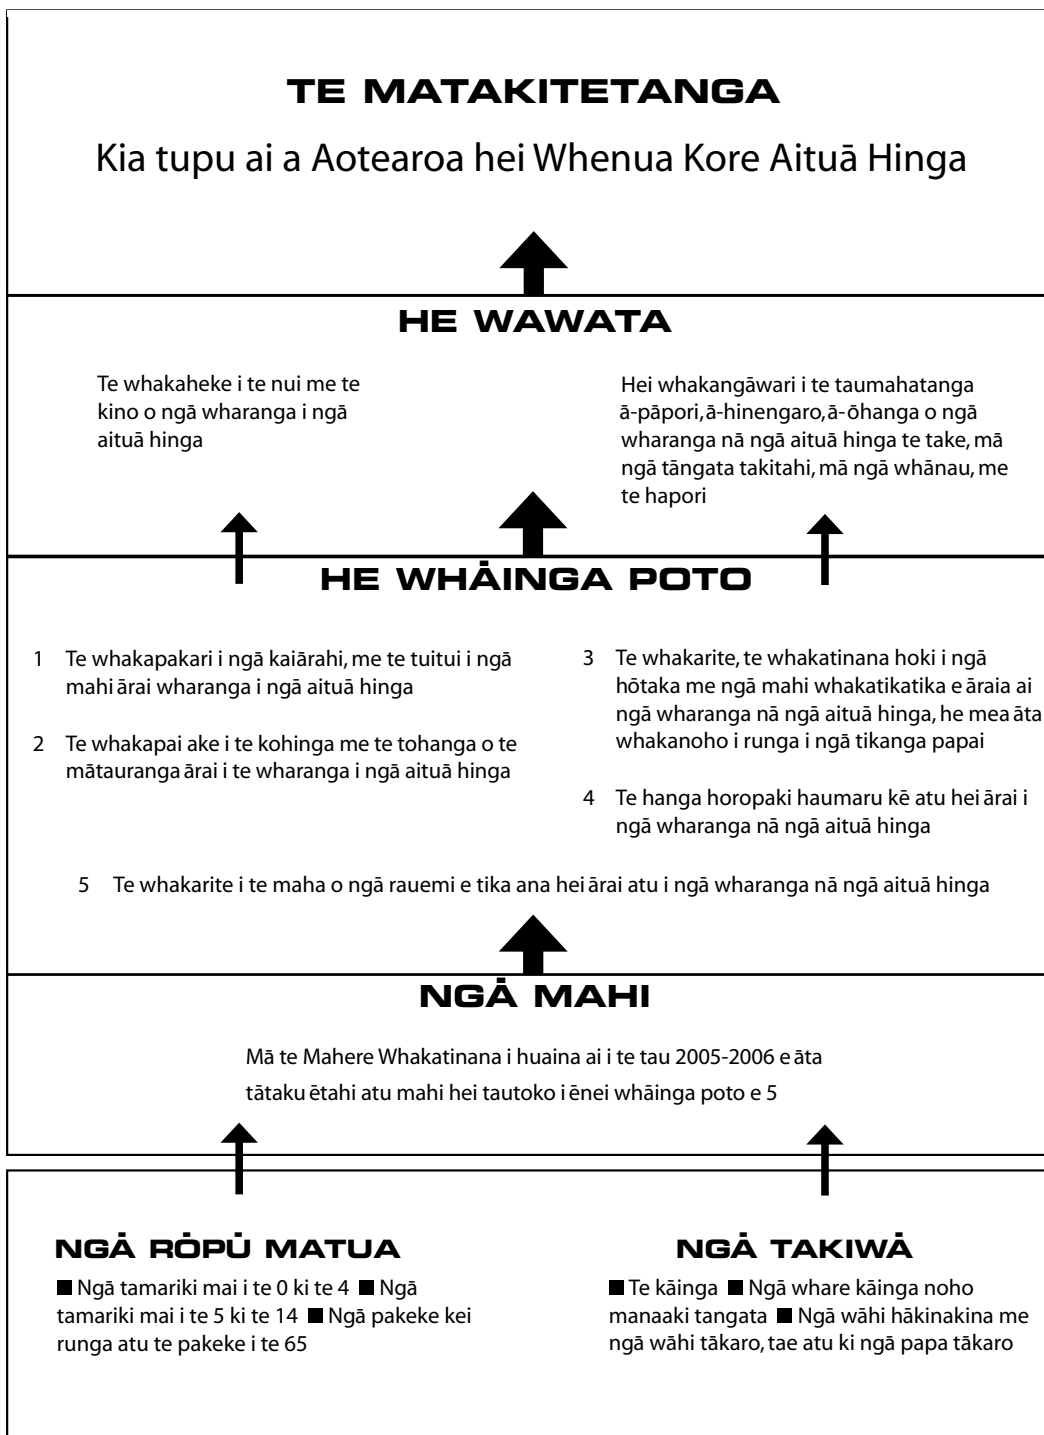 TE MATAKITETANGA
Kia tupu ai a Aotearoa hei Whenua Kore Aituā Hinga
HE WAWATA
Te whakaheke i te nui me te
kino o ngā wharanga i ngā
aituā hinga
Hei whakangāwari i te taumahatanga
ā-pāpori, ā-hinengaro, ā-ōhanga o ngā
wharanga nā ngā aituā hinga te take, mā
ngā tāngata takitahi, mā ngā whānau, me
te hapori
HE WHȦINGA POTO
1 Te whakapakari i ngā kaiārahi, me te tuitui i ngā
mahi ārai wharanga i ngā aituā hinga
2 Te whakapai ake i te kohinga me te tohanga o te
mātauranga ārai i te wharanga i ngā aituā hinga
3 Te whakarite, te whakatinana hoki i ngā
hōtaka me ngā mahi whakatikatika e āraia ai
ngā wharanga nā ngā aituā hinga, he mea āta
whakanoho i runga i ngā tikanga papai
4 Te hanga horopaki haumaru kē atu hei ārai i
ngā wharanga nā ngā aituā hinga
5 Te whakarite i te maha o ngā rauemi e tika ana hei ārai atu i ngā wharanga nā ngā aituā hinga
NGȦ MAHI
Mā te Mahere Whakatinana i huaina ai i te tau 2005-2006 e āta
tātaku ētahi atu mahi hei tautoko i ēnei whāinga poto e 5
NGȦ RȮPU̇ MATUA
■ Ngā tamariki mai i te 0 ki te 4 ■ Ngā
tamariki mai i te 5 ki te 14 ■ Ngā pakeke kei
runga atu te pakeke i te 65
NGȦ TAKIWȦ
■ Te kāinga ■ Ngā whare kāinga noho
manaaki tangata ■ Ngā wāhi hākinakina me
ngā wāhi tākaro, tae atu ki ngā papa tākaro